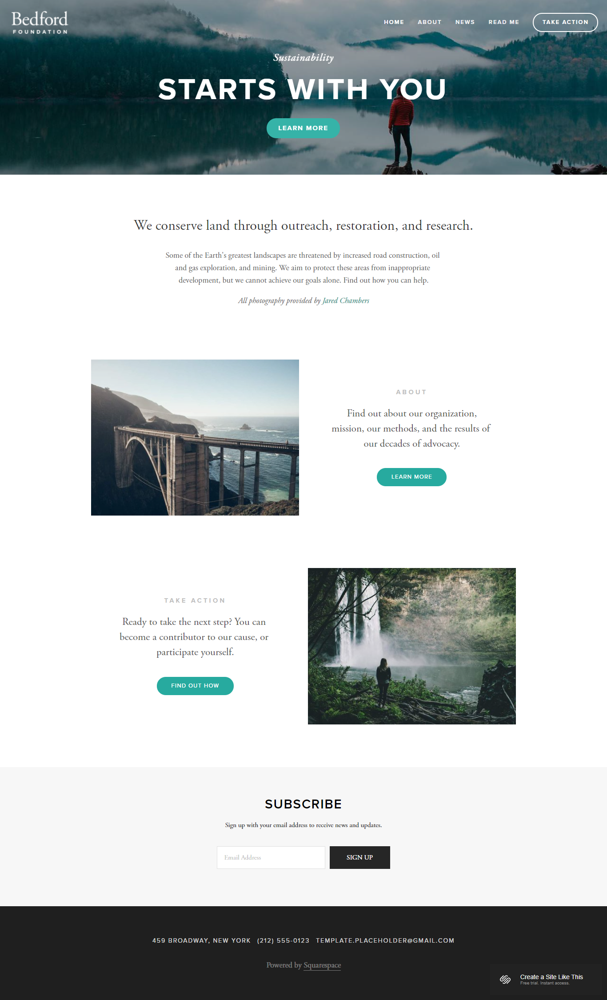 Bedford
FOUNDATION
HOME ABOUT NEWS READ ME TAKE ACTION
Sustainability
STARTS WITH YOU
LEARN MORE
We conserve land through outreach, restoration, and research.
Some of the Earth's greatest landscapes are threatened by increased road construction, oil
and gas exploration, and mining. We aim to protect these areas from inappropriate
development, but we cannot achieve our goals alone. Find out how you can help.
All photography provided by Jared Chambers
ABOUT
Find out about our organization,
mission, our methods, and the results of
our decades of advocacy.
LEARN MORE
TAKE ACTION
Ready to take the next step? You can
become a contributor to our cause, or
participate yourself.
FIND OUT HOW
SUBSCRIBE
Sign up with your email address to receive news and updates.
Email Address
SIGN UP
459 BROADWAY, NEW YORK (212) 555-0123 TEMPLATE.PLACEHOLDER@GMAIL.COM
Powered by Squarespace
Create a Site Like This
Free trial. Instant access.